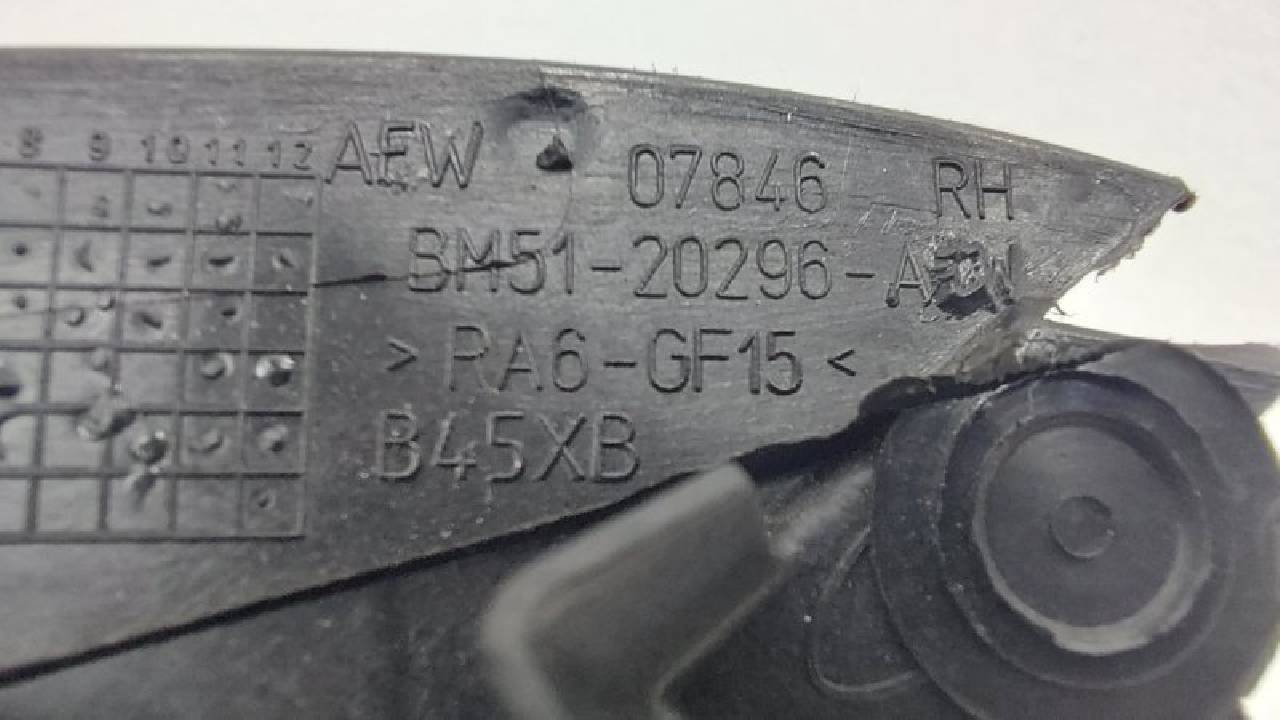 8 9 10 11 12
AEW 07846 RH
BM51-20296-A
>PA6-GF15<
B45XB